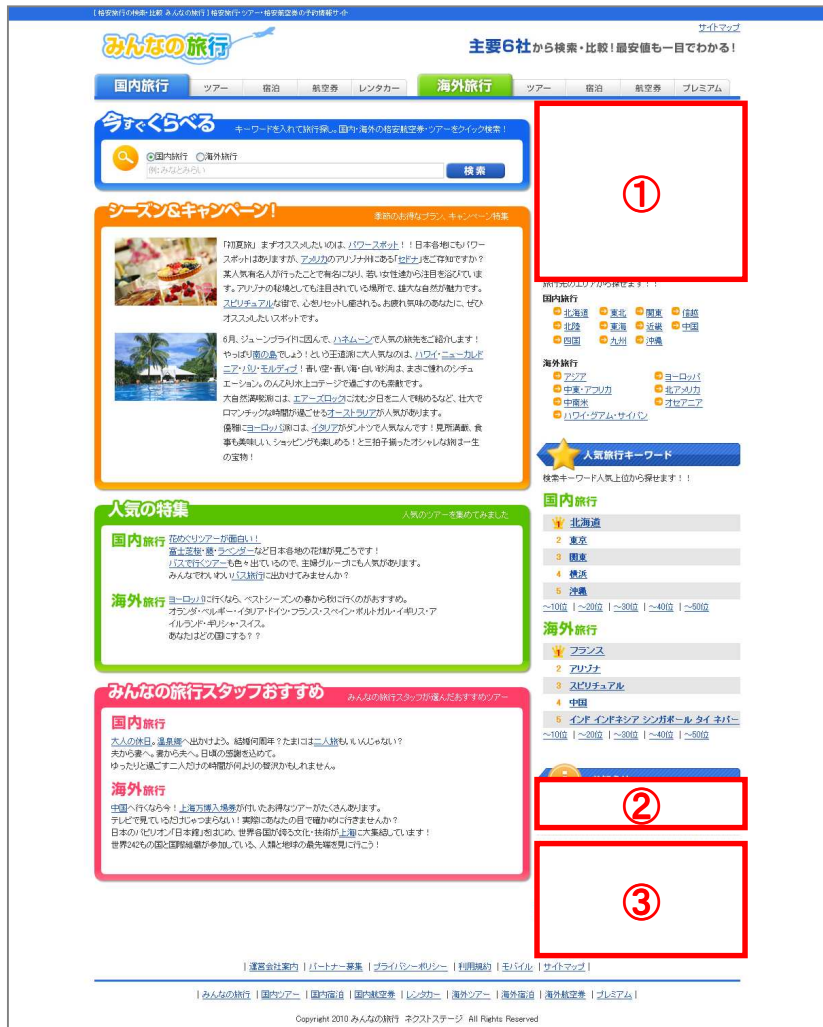 [ 格安旅行の検索・比較 みんなの旅行 ] 格安旅行・ツアー・格安航空券の予約情報サイト
サイトマップ
みんなの旅行
主要6社から検索・比較!最安値も一目でわかる!
国内旅行 ツアー 宿泊 航空券 レンタカー 海外旅行 ツアー 宿泊 航空券 プレミアム
今すぐくらべる
キーワードを入れて旅行探し。国内・海外の格安航空券・ツアーをクイック検索!
国内旅行 海外旅行
例:みなとみらい
検索
シーズン&キャンペーン!
季節のお得なプラン、キャンペーン特集
「初夏旅」 まずオススメしたいのは、パワースポット!!日本各地にもパワー
スポットはありますが、アメリカのアリゾナ州にある「セドナ」をご存知ですか?
某人気有名人が行ったことで有名になり、若い女性達から注目を浴びていま
す。アリゾナの秘境としても注目されている場所で、雄大な自然が魅力です。
スピリチュアルな街で、心をリセットし癒される。お疲れ気味のあなたに、ぜひ
オススメしたいスポットです。
6月、ジューンブライドに因んで、ハネムーンで人気の旅先をご紹介します!
やっぱり南の島でしょ!という王道派に大人気なのは、ハワイ・ニューカレド
ニア・バリ・モルディブ!青い空・青い海・白い砂浜は、まさに憧れのシチュ
エーション。のんびり水上コテージで過ごすのも素敵です。
大自然満喫派には、エアーズロックに沈む夕日を二人で眺めるなど、壮大で
ロマンチックな時間が過ごせるオーストラリアが人気があります。
優雅にヨーロッパ派には、イタリアがダントツで人気なんです!見所満載、食
事も美味しい、ショッピングも楽しめる!と三拍子揃ったオシャレな旅は一生
の宝物!
人気の特集
人気のツアーを集めてみました
国内旅行
花めぐりツアーが面白い!
富士芝桜・藤・ラベンダーなど日本各地の花畑が見ごろです!
バスで行くツアーも色々出ているので、主婦グループにも人気があります。
みんなでわいわいバス旅行に出かけてみませんか?
海外旅行
ヨーロッパに行くなら、ベストシーズンの春から秋に行くのがおすすめ。
オランダ・ベルギー・イタリア・ドイツ・フランス・スペイン・ポルトガル・イギリス・ア
イルランド・ギリシャ・スイス。
あなたはどの国にする??
みんなの旅行スタッフおすすめ
みんなの旅行スタッフが選んだおすすめツアー
国内旅行
大人の休日。温泉郷へ出かけよう。結婚何周年?たまには二人旅もいいんじゃない?
夫から妻へ。妻から夫へ。日頃の感謝を込めて。
ゆったりと過ごす二人だけの時間が何よりの贅沢かもしれません。
海外旅行
中国へ行くなら今!上海万博入場券が付いたお得なツアーがたくさんあります。
テレビで見ているだけじゃつまらない!実際にあなたの目で確かめに行きませんか?
日本のパビリオン「日本館」をはじめ、世界各国が誇る文化・技術が上海に大集結しています!
世界242もの国と国際組織が参加している、人類と地球の最先端を見に行こう!
①
旅行先のエリアから探せます!!
国内旅行
北海道 東北 関東 信越
北陸 東海 近畿 中国
四国 九州 沖縄
海外旅行
アジア ヨーロッパ
中東・アフリカ 北アメリカ
中南米 オセアニア
ハワイ・グアム・サイパン
人気旅行キーワード
検索キーワード人気上位から探せます!!
国内旅行
1 北海道
2 東京
3 関東
4 横浜
5 沖縄
~10位 | ~20位 | ~30位 | ~40位 | ~50位
海外旅行
1 フランス
2 アリゾナ
3 スピリチュアル
4 中国
5 インド インドネシア シンガポール タイ ネパー
~10位 | ~20位 | ~30位 | ~40位 | ~50位
②
③
| 運営会社案内 | パートナー募集 | プライバシーポリシー | 利用規約 | モバイル | サイトマップ |
| みんなの旅行 | 国内ツアー | 国内宿泊 | 国内航空券 | レンタカー | 海外ツアー | 海外宿泊 | 海外航空券 | プレミアム |
Copyright 2010 みんなの旅行 ネクストステージ All Rights Reserved